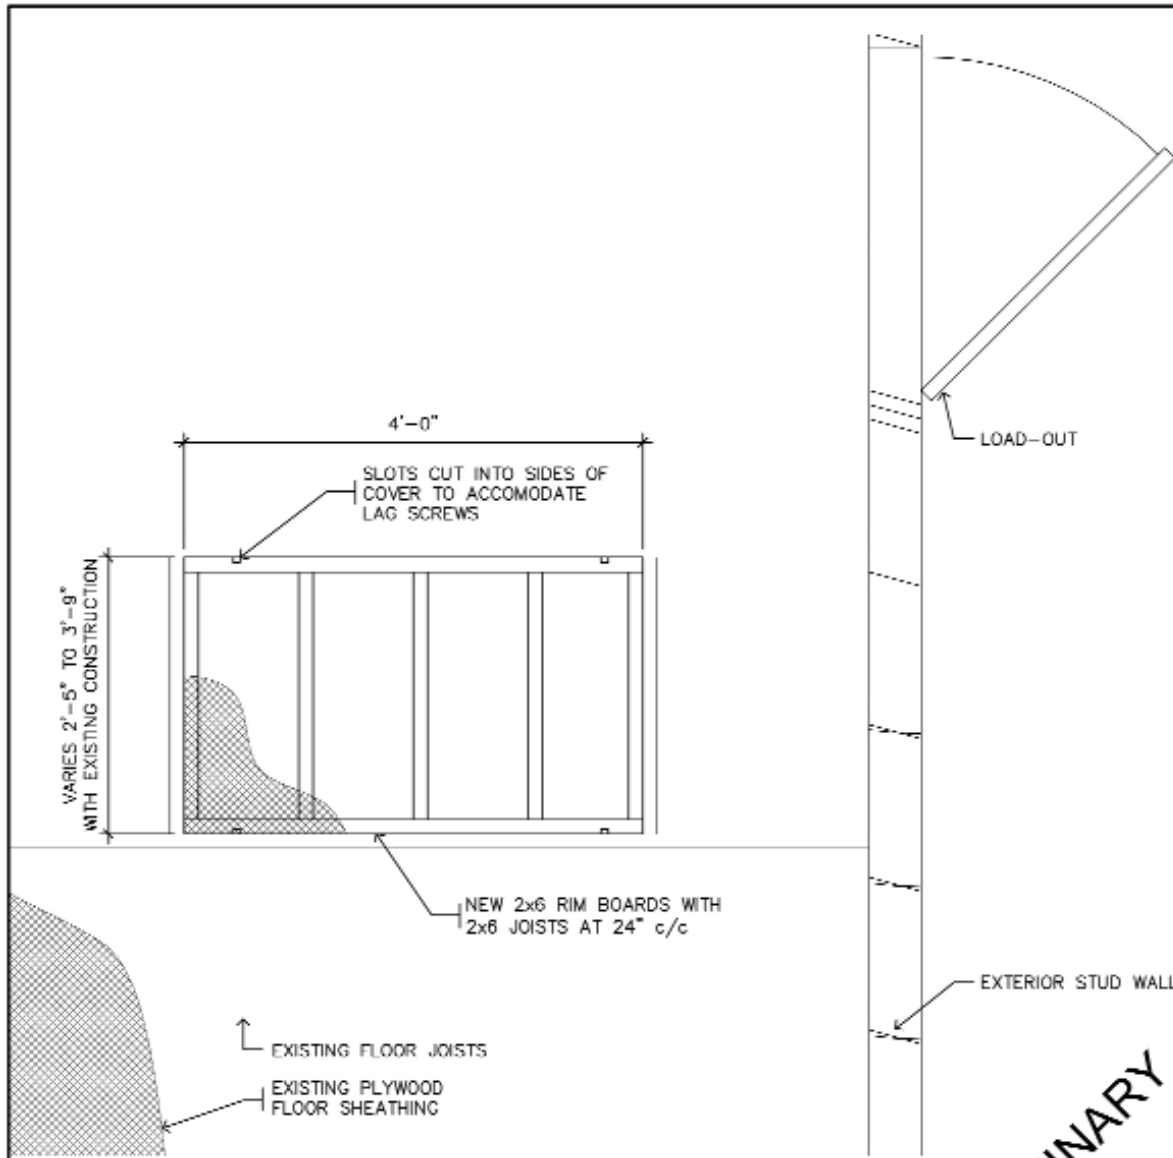 4'-0"
SLOTS CUT INTO SIDES OF
COVER TO ACCOMODATE
LAG SCREWS
LOAD-OUT
VARIES 2'-5" TO 3'-9"
WITH EXISTING CONSTRUCTION
NEW 2x6 RIM BOARDS WITH
2x6 JOISTS AT 24" c/c
EXTERIOR STUD WALL
EXISTING FLOOR JOISTS
EXISTING PLYWOOD
FLOOR SHEATHING
INARY